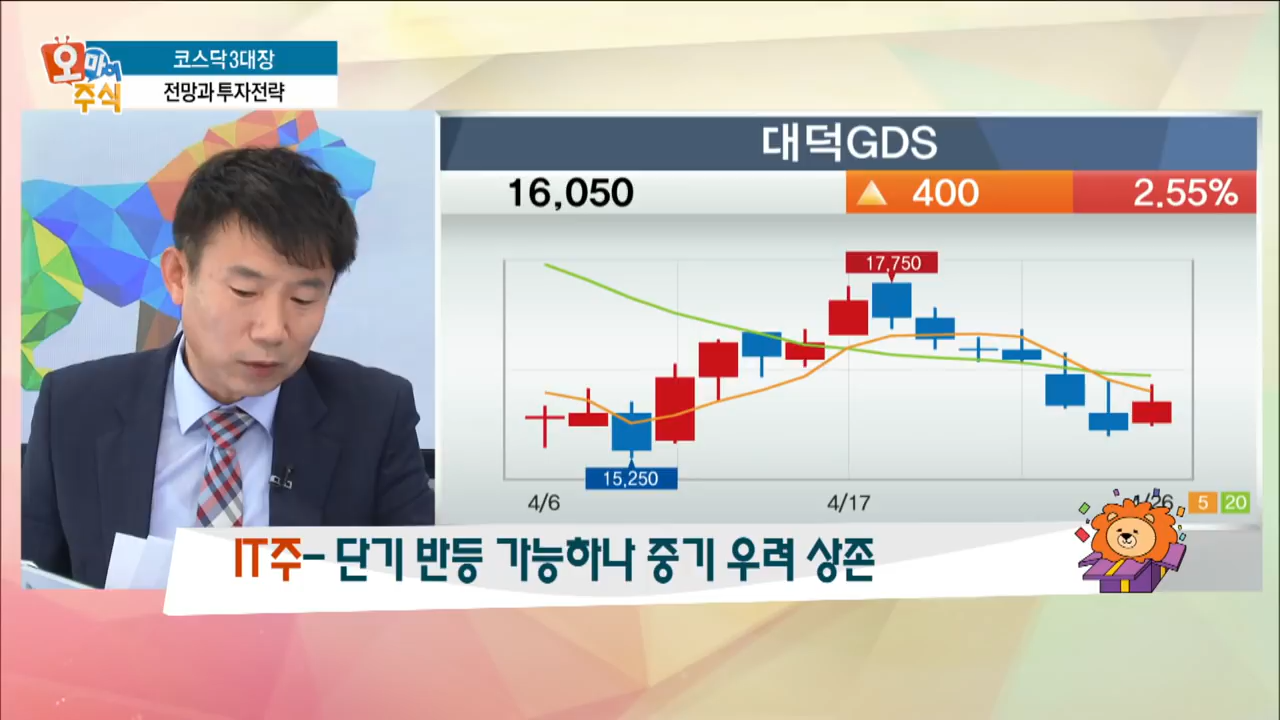 오마이
주식
코스닥3대장
전망과 투자전략
대덕GDS
16,050 400 2.55%
17,750
15,250
4/6 4/17 4/26 5 20
IT주- 단기 반등 가능하나 중기 우려 상존